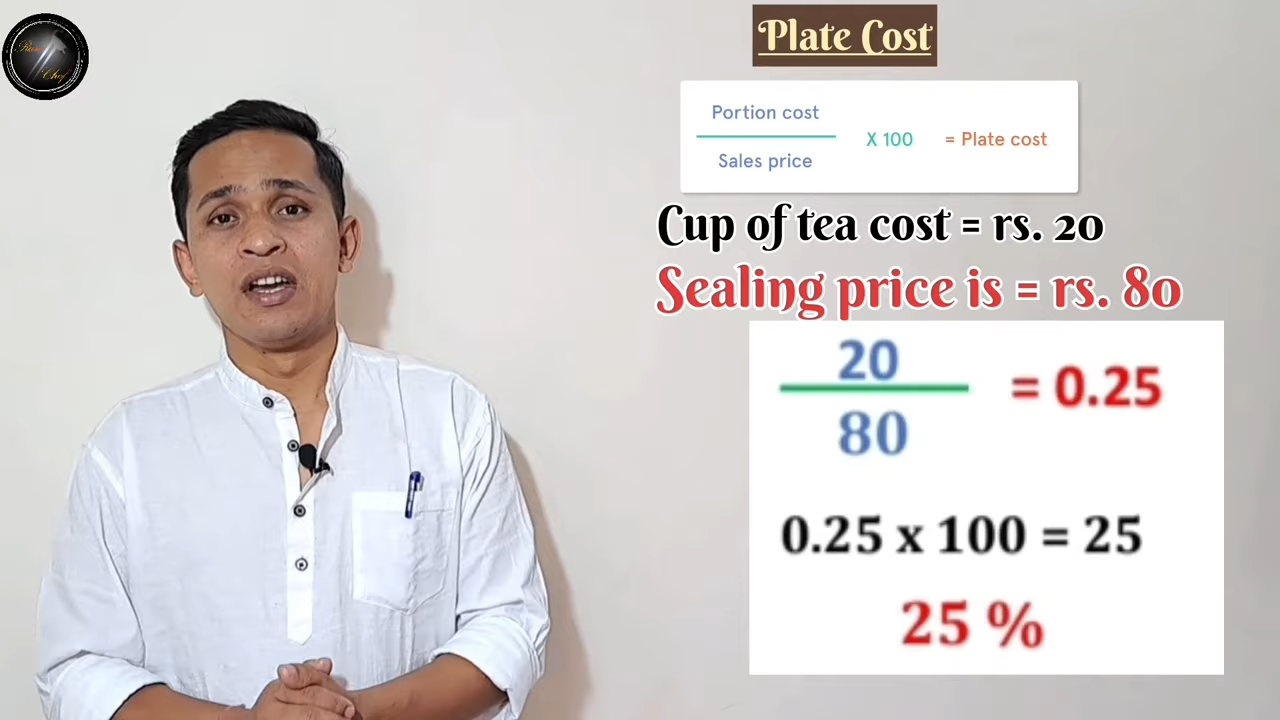 Chef
Plate Cost
Portion cost
Sales price
X 100
= Plate cost
Cup of tea cost = rs. 20
Sealing price is = rs. 80
20
80
= 0.25
0.25 x 100 = 25
25 %